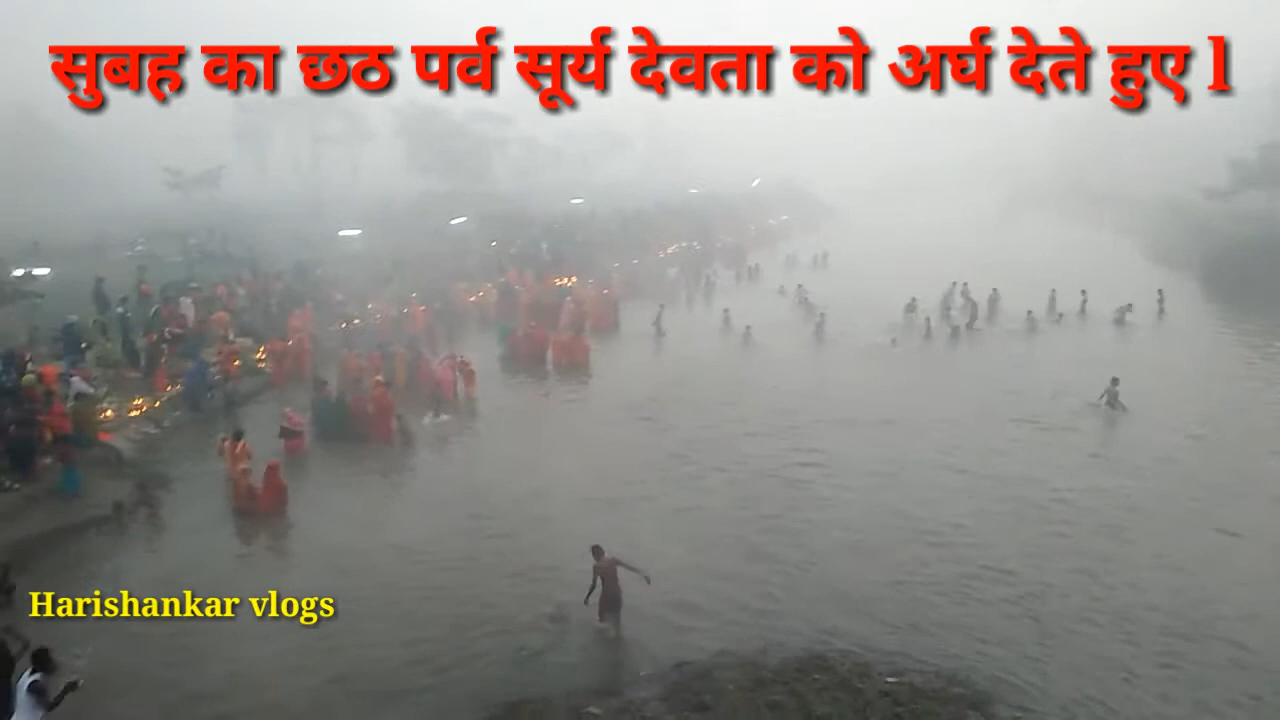 सुबह का छठ पर्व सूर्य देवता को अर्घ देते हुए l
Harishankar vlogs